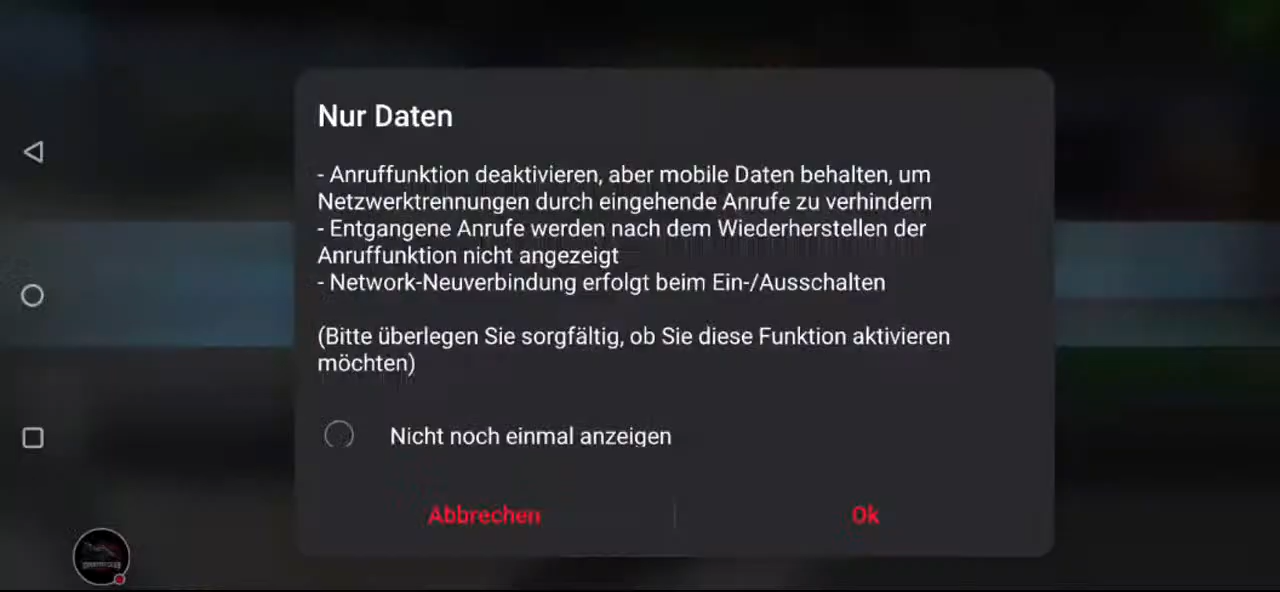 Nur Daten
- Anruffunktion deaktivieren, aber mobile Daten behalten, um
Netzwerktrennungen durch eingehende Anrufe zu verhindern
- Entgangene Anrufe werden nach dem Wiederherstellen der
Anruffunktion nicht angezeigt
- Network-Neuverbindung erfolgt beim Ein-/Ausschalten
(Bitte überlegen Sie sorgfältig, ob Sie diese Funktion aktivieren
möchten)
Nicht noch einmal anzeigen
Abbrechen
Ok